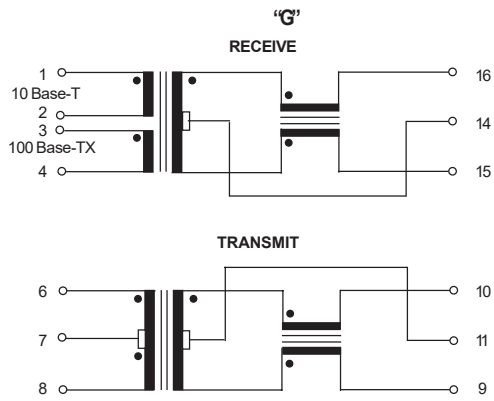 "G"
RECEIVE
1
16
10 Base-T
2
14
3
100 Base-TX
4
15
TRANSMIT
6
10
7
11
8
9